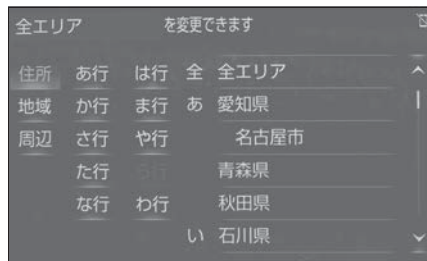 全エリア を変更できます
住所 あ行 は行 全 全エリア
地域 か行 ま行 あ 愛知県
周辺 さ行 や行 名古屋市
た行 ら行 青森県
な行 わ行 秋田県
い 石川県